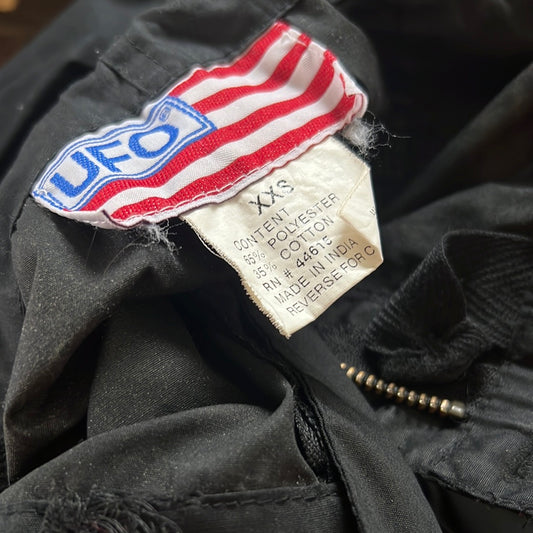 UFO®
XXS
CONTENT
65% POLYESTER
35% COTTON
RN # 44615
MADE IN INDIA
REVERSE FOR C